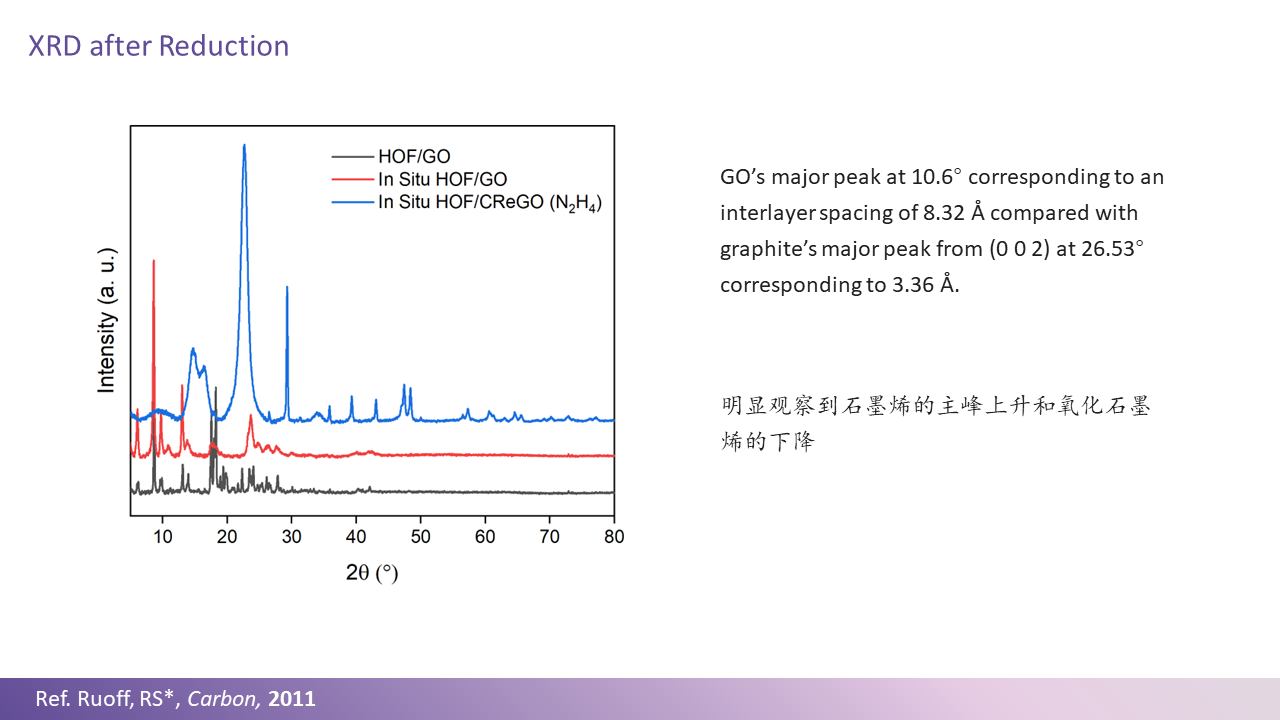 XRD after Reduction
HOF/GO
In Situ HOF/GO
In Situ HOF/CReGO (N₂H₄)
Intensity (a. u.)
10 20 30 40 50 60 70 80
2θ (°)
GO’s major peak at 10.6° corresponding to an
interlayer spacing of 8.32 Å compared with
graphite’s major peak from (0 0 2) at 26.53°
corresponding to 3.36 Å.
明显观察到石墨烯的主峰上升和氧化石墨
烯的下降
Ref. Ruoff, RS*, Carbon, 2011